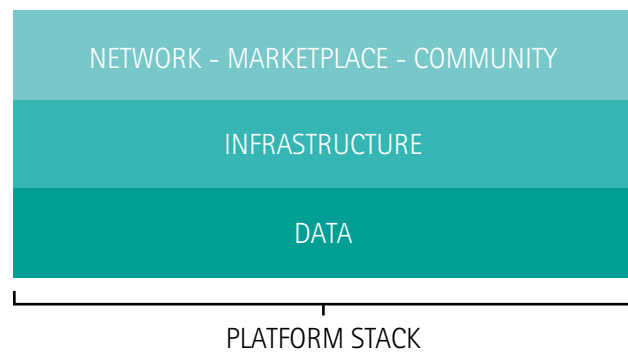 NETWORK - MARKETPLACE - COMMUNITY
INFRASTRUCTURE
DATA
PLATFORM STACK